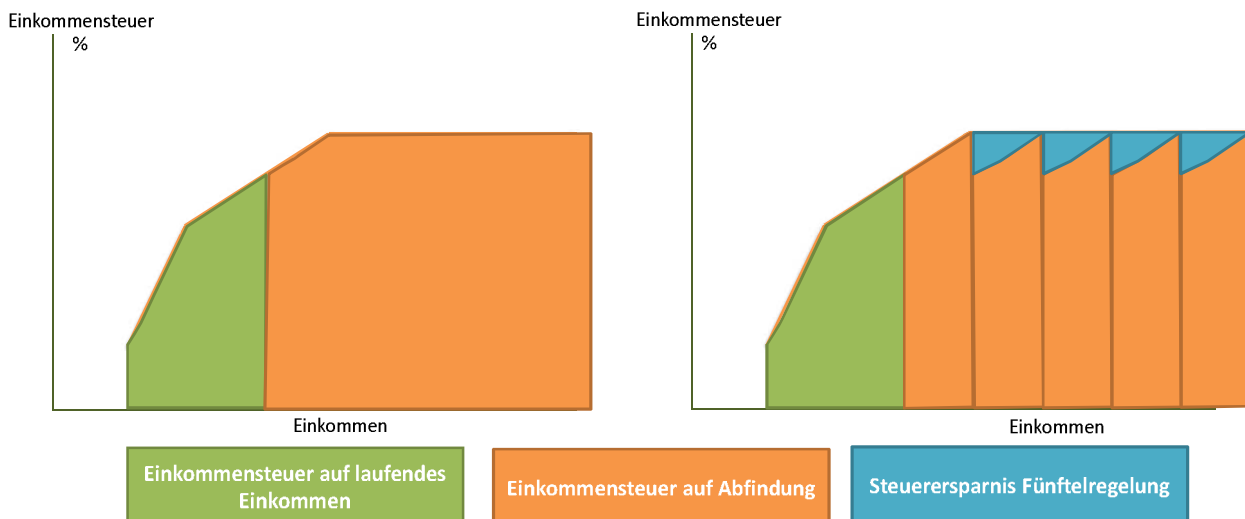 Einkommensteuer
%
Einkommen
Einkommensteuer
%
Einkommen
Einkommensteuer auf laufendes
Einkommen
Einkommensteuer auf Abfindung
Steuerersparnis Fünftelregelung